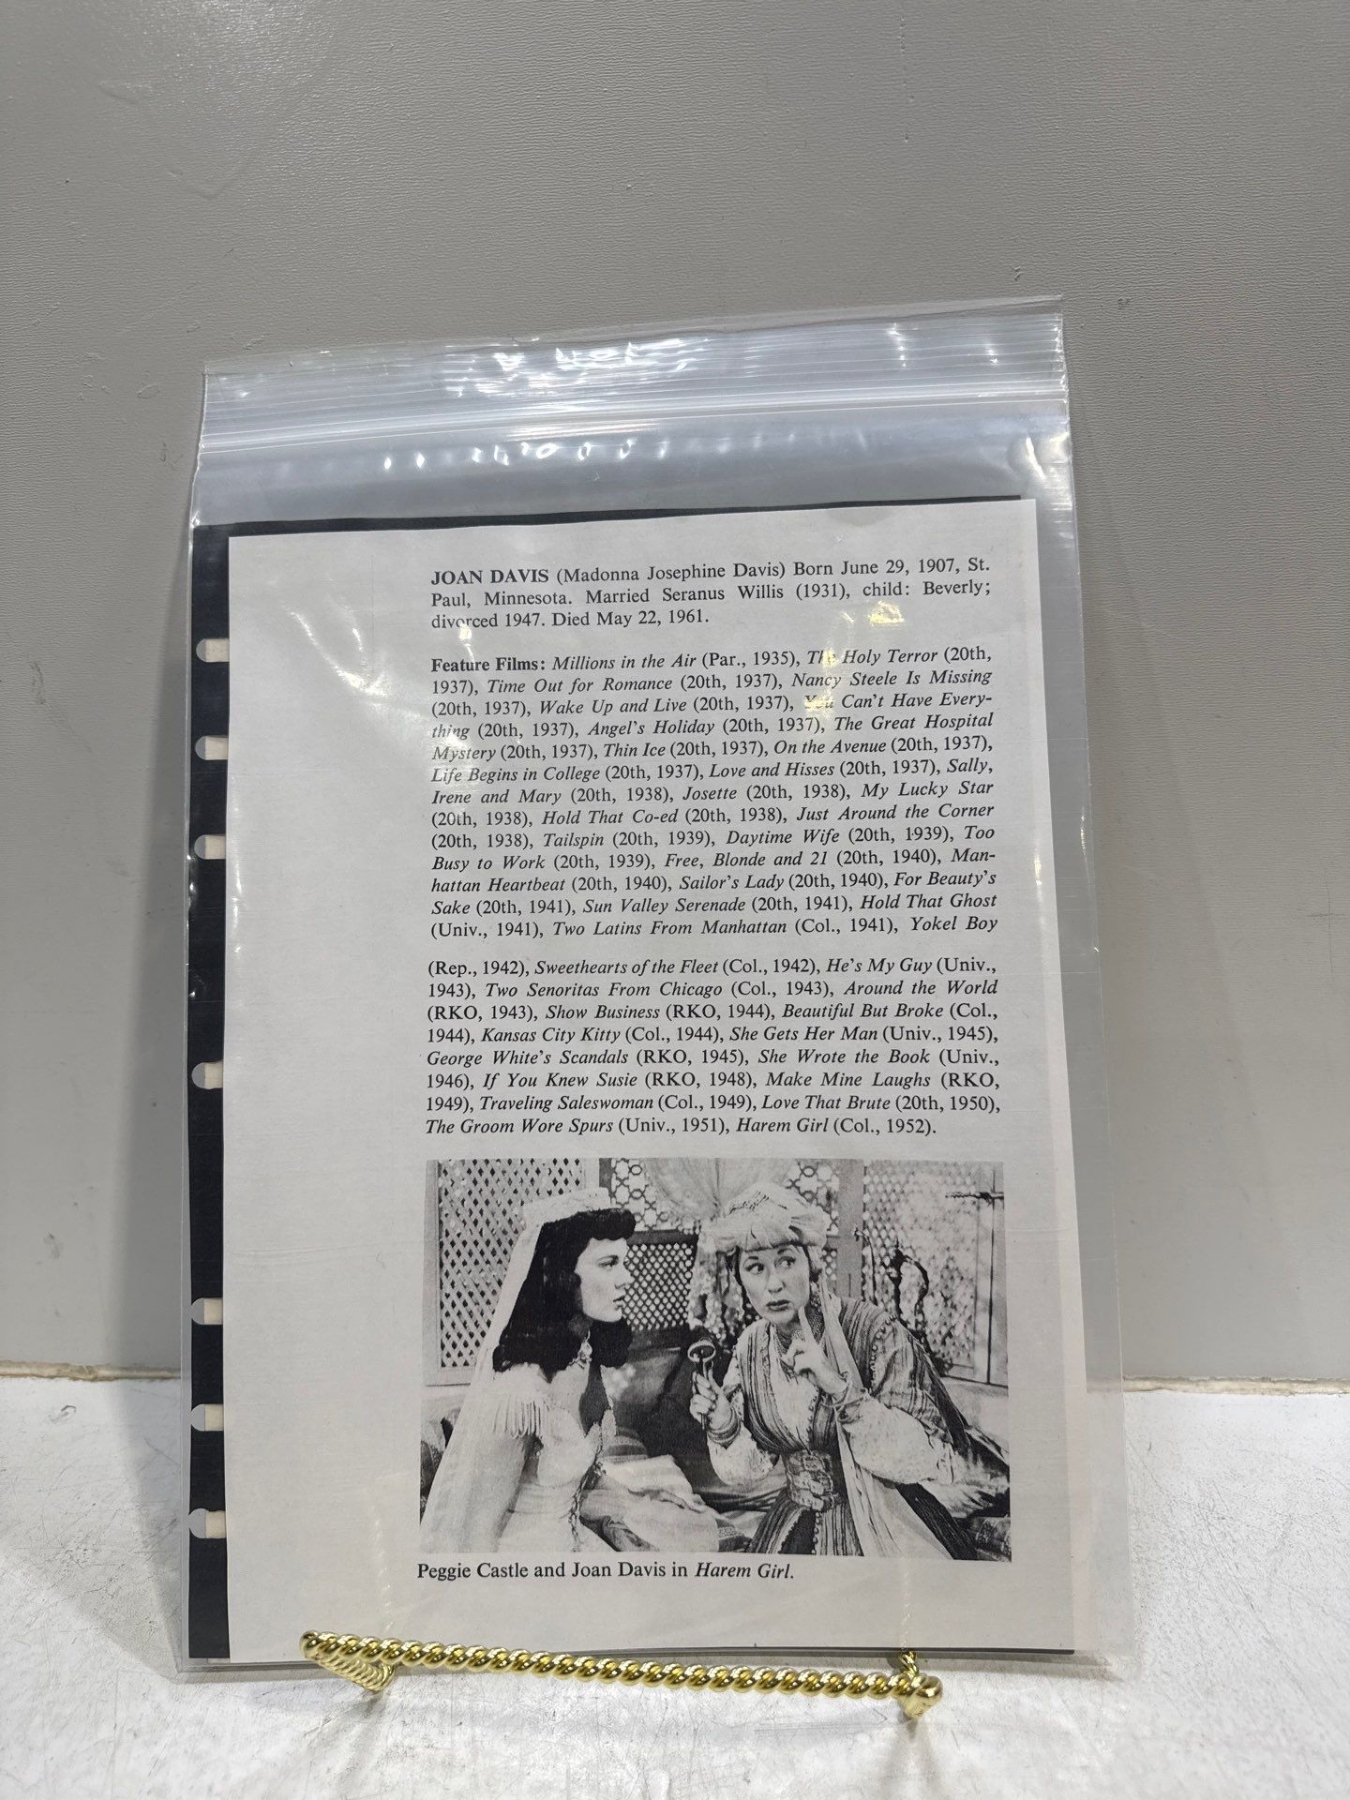 JOAN DAVIS (Madonna Josephine Davis) Born June 29, 1907, St.
Paul, Minnesota. Married Seranus Willis (1931), child: Beverly;
divorced 1947. Died May 22, 1961.
Feature Films: Millions in the Air (Par., 1935), The Holy Terror (20th,
1937), Time Out for Romance (20th, 1937), Nancy Steele Is Missing
(20th, 1937), Wake Up and Live (20th, 1937), You Can't Have Every-
thing (20th, 1937), Angel's Holiday (20th, 1937), The Great Hospital
Mystery (20th, 1937), Thin Ice (20th, 1937), On the Avenue (20th, 1937),
Life Begins in College (20th, 1937), Love and Hisses (20th, 1937), Sally,
Irene and Mary (20th, 1938), Josette (20th, 1938), My Lucky Star
(20th, 1938), Hold That Co-ed (20th, 1938), Just Around the Corner
(20th, 1938), Tailspin (20th, 1939), Daytime Wife (20th, 1939), Too
Busy to Work (20th, 1939), Free, Blonde and 21 (20th, 1940), Man-
hattan Heartbeat (20th, 1940), Sailor's Lady (20th, 1940), For Beauty's
Sake (20th, 1941), Sun Valley Serenade (20th, 1941), Hold That Ghost
(Univ., 1941), Two Latins From Manhattan (Col., 1941), Yokel Boy
(Rep., 1942), Sweethearts of the Fleet (Col., 1942), He's My Guy (Univ.,
1943), Two Senoritas From Chicago (Col., 1943), Around the World
(RKO, 1943), Show Business (RKO, 1944), Beautiful But Broke (Col.,
1944), Kansas City Kitty (Col., 1944), She Gets Her Man (Univ., 1945),
George White's Scandals (RKO, 1945), She Wrote the Book (Univ.,
1946), If You Knew Susie (RKO, 1948), Make Mine Laughs (RKO,
1949), Traveling Saleswoman (Col., 1949), Love That Brute (20th, 1950),
The Groom Wore Spurs (Univ., 1951), Harem Girl (Col., 1952).
Peggie Castle and Joan Davis in Harem Girl.